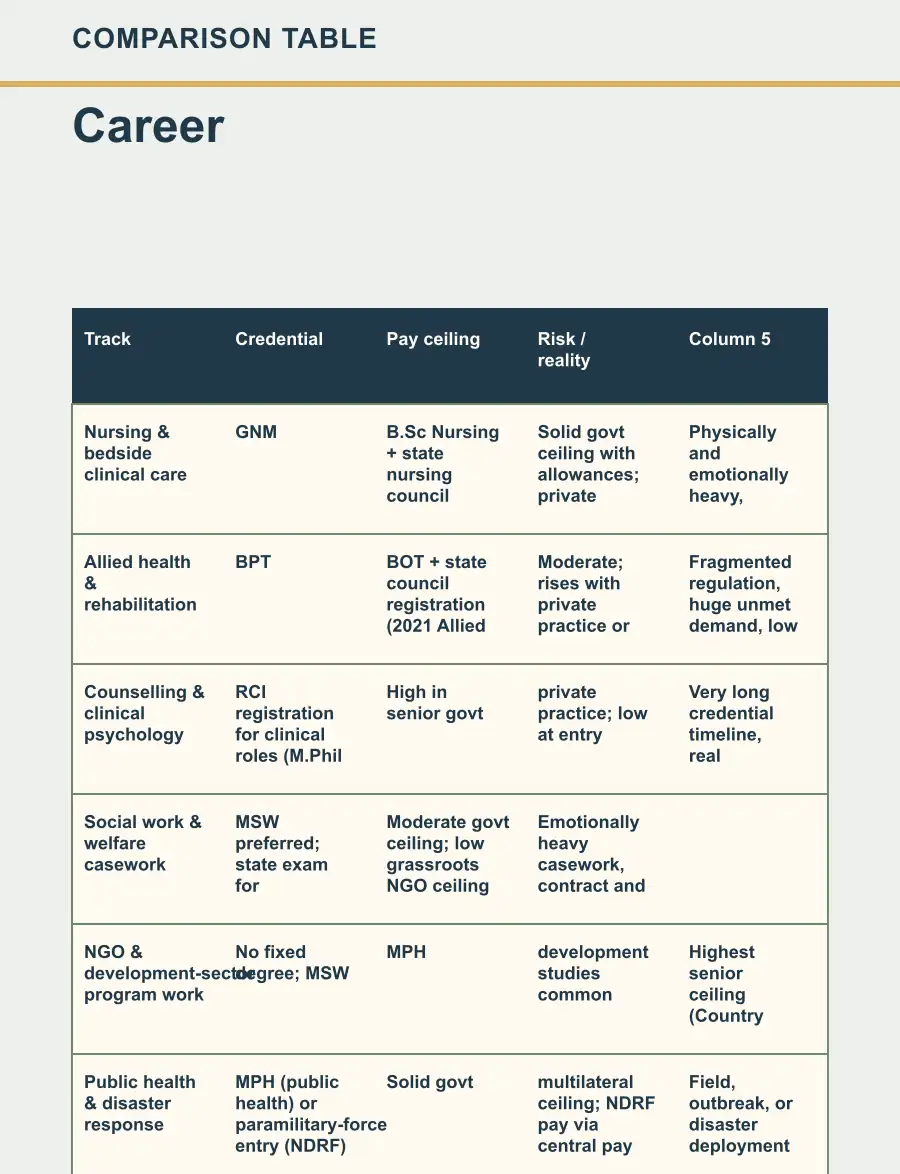 COMPARISON TABLE
Career
Track
Credential
Pay ceiling
Risk /
reality
Column 5
Nursing &
bedside
clinical care
GNM
B.Sc Nursing
+ state
nursing
council
Solid govt
ceiling with
allowances;
private
Physically
and
emotionally
heavy,
Allied health
&
rehabilitation
BPT
BOT + state
council
registration
(2021 Allied
Moderate;
rises with
private
practice or
Fragmented
regulation,
huge unmet
demand, low
Counselling &
clinical
psychology
RCI
registration
for clinical
roles (M.Phil
High in
senior govt
private
practice; low
at entry
Very long
credential
timeline,
real
Social work &
welfare
casework
MSW
preferred;
state exam
for
Moderate govt
ceiling; low
grassroots
NGO ceiling
Emotionally
heavy
casework,
contract and
NGO &
development-sector
program work
No fixed
degree; MSW
MPH
development
studies
common
Highest
senior
ceiling
(Country
Public health
& disaster
response
MPH (public
health) or
paramilitary-force
entry (NDRF)
Solid govt
multilateral
ceiling; NDRF
pay via
central pay
Field,
outbreak, or
disaster
deployment